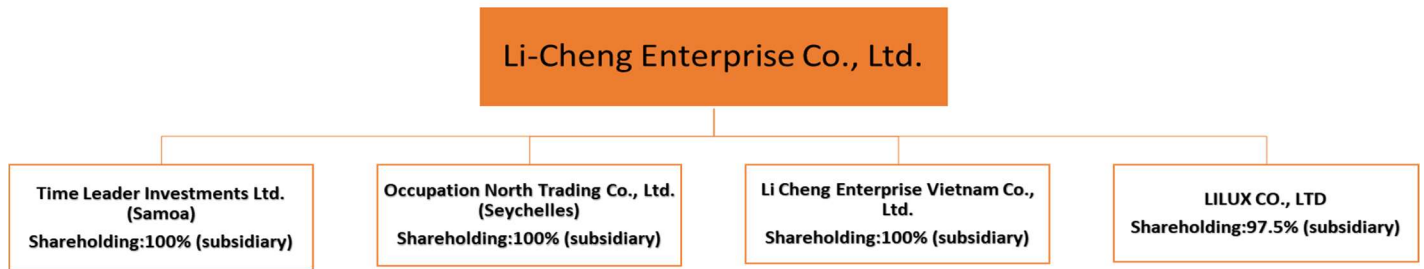 Li-Cheng Enterprise Co., Ltd.
Time Leader Investments Ltd.
(Samoa)
Shareholding:100% (subsidiary)
Occupation North Trading Co., Ltd.
(Seychelles)
Shareholding:100% (subsidiary)
Li Cheng Enterprise Vietnam Co.,
Ltd.
Shareholding:100% (subsidiary)
LILUX CO., LTD
Shareholding:97.5% (subsidiary)